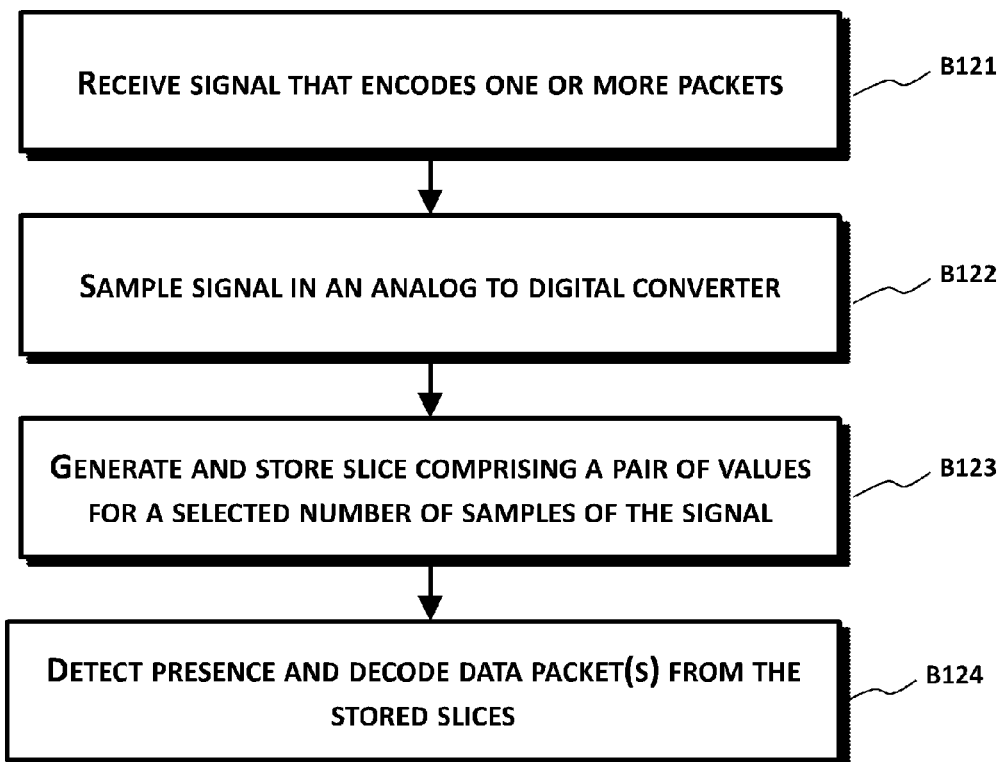 RECEIVE SIGNAL THAT ENCODES ONE OR MORE PACKETS
B121
SAMPLE SIGNAL IN AN ANALOG TO DIGITAL CONVERTER
B122
GENERATE AND STORE SLICE COMPRISING A PAIR OF VALUES
FOR A SELECTED NUMBER OF SAMPLES OF THE SIGNAL
B123
DETECT PRESENCE AND DECODE DATA PACKET(S) FROM THE
STORED SLICES
B124